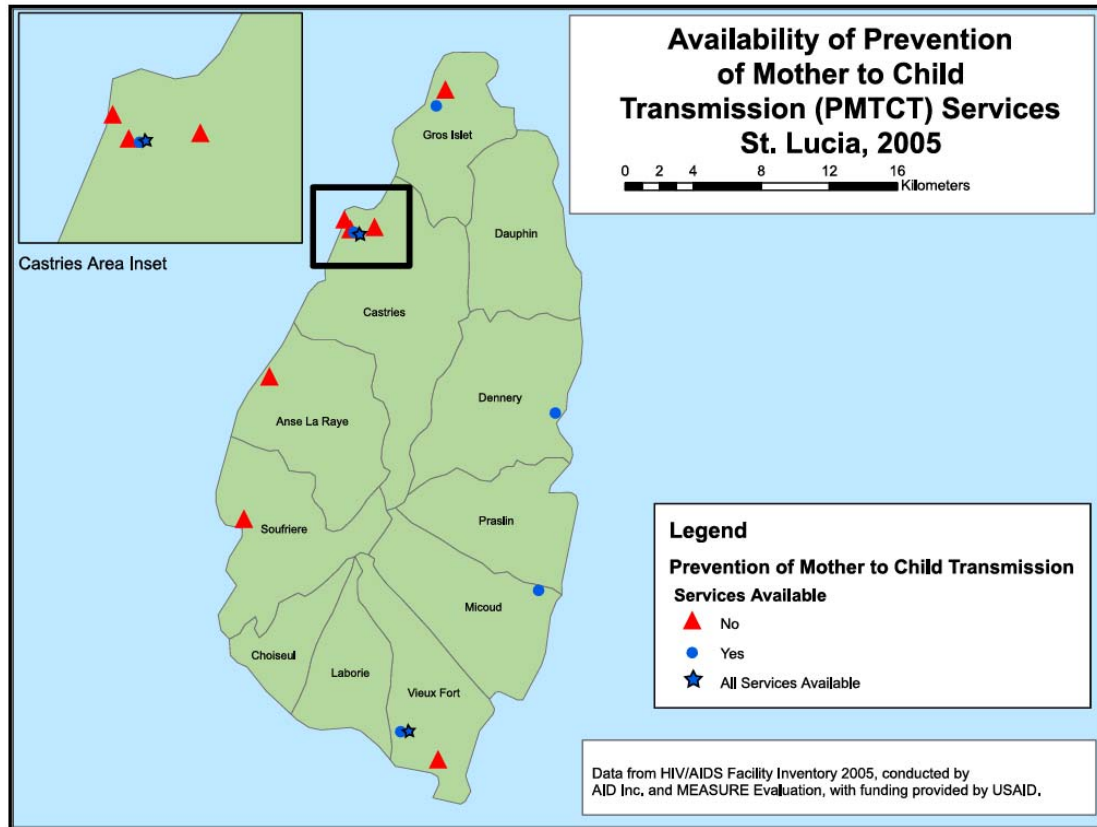 Availability of Prevention
of Mother to Child
Transmission (PMTCT) Services
St. Lucia, 2005
0 2 4 8 12 16
Kilometers
Castries Area Inset
Gros Islet
Dauphin
Castries
Dennery
Anse La Raye
Praslin
Soufriere
Micoud
Choiseul
Laborie
Vieux Fort
Legend
Prevention of Mother to Child Transmission
Services Available
No
Yes
All Services Available
Data from HIV/AIDS Facility Inventory 2005, conducted by
AID Inc. and MEASURE Evaluation, with funding provided by USAID.